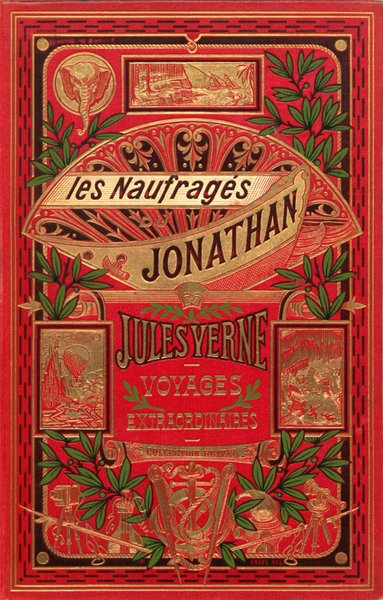 les Naufragés
DU
JONATHAN
JULES VERNE
VOYAGES
EXTRAORDINAIRES
COLLECTION HETZEL